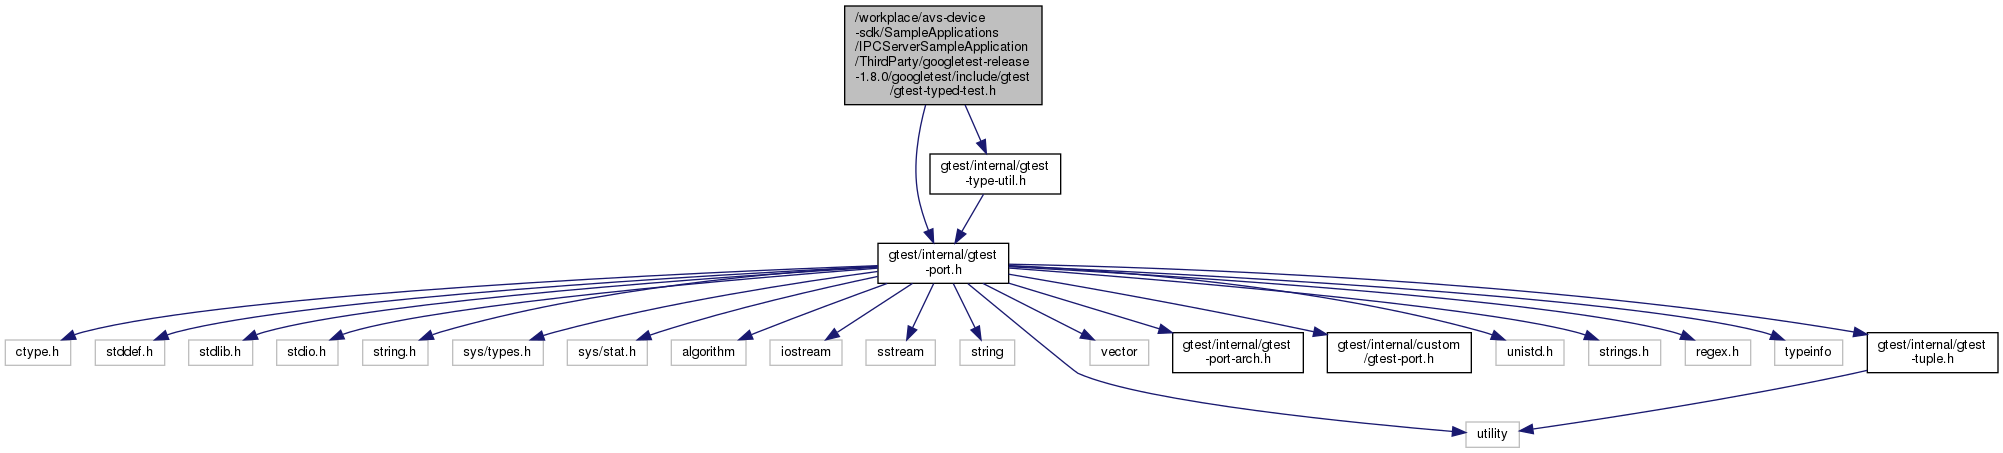 /workplace/avs-device
-sdk/SampleApplications
/IPCServerSampleApplication
/ThirdParty/googletest-release
-1.8.0/googletest/include/gtest
/gtest-typed-test.h
gtest/internal/gtest
-type-util.h
gtest/internal/gtest
-port.h
ctype.h
stddef.h
stdlib.h
stdio.h
string.h
sys/types.h
sys/stat.h
algorithm
iostream
sstream
string
vector
gtest/internal/gtest
-port-arch.h
gtest/internal/custom
/gtest-port.h
unistd.h
strings.h
regex.h
typeinfo
gtest/internal/gtest
-tuple.h
utility